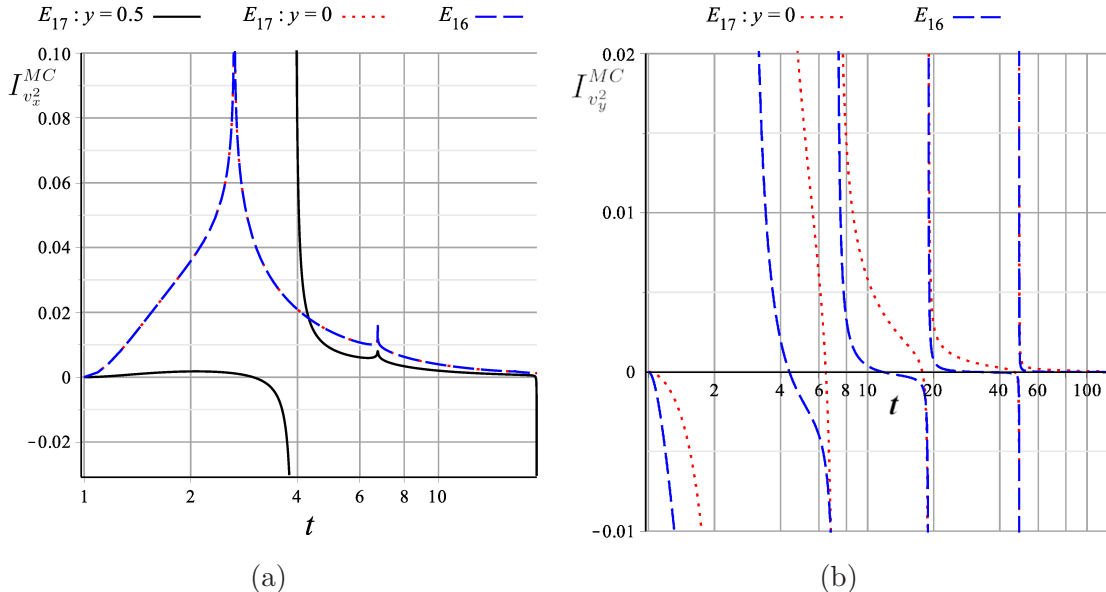 E_{17} : y = 0.5 E_{17} : y = 0 E_{16}
I_{v_x^2}^{MC}
0.10
0.08
0.06
0.04
0.02
0
−0.02
1 2 4 6 8 10
t
(a)
E_{17} : y = 0 E_{16}
I_{v_y^2}^{MC}
0.02
0.01
0
−0.01
2 4 6 8 10 20 40 60 100
t
(b)